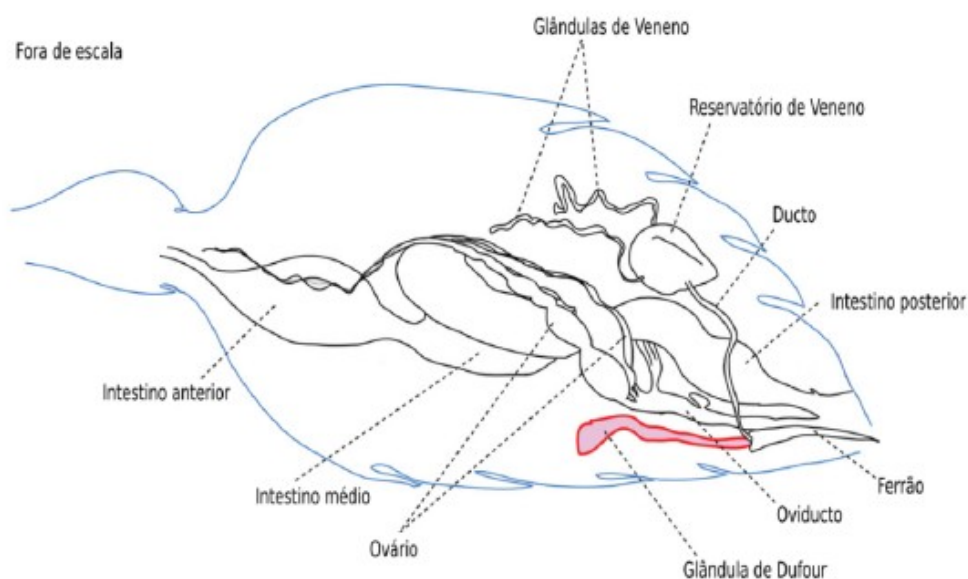 Glândulas de Veneno
Fora de escala
Reservatório de Veneno
Ducto
Intestino posterior
Intestino anterior
Intestino médio
Ferrão
Oviducto
Ovário
Glândula de Dufour